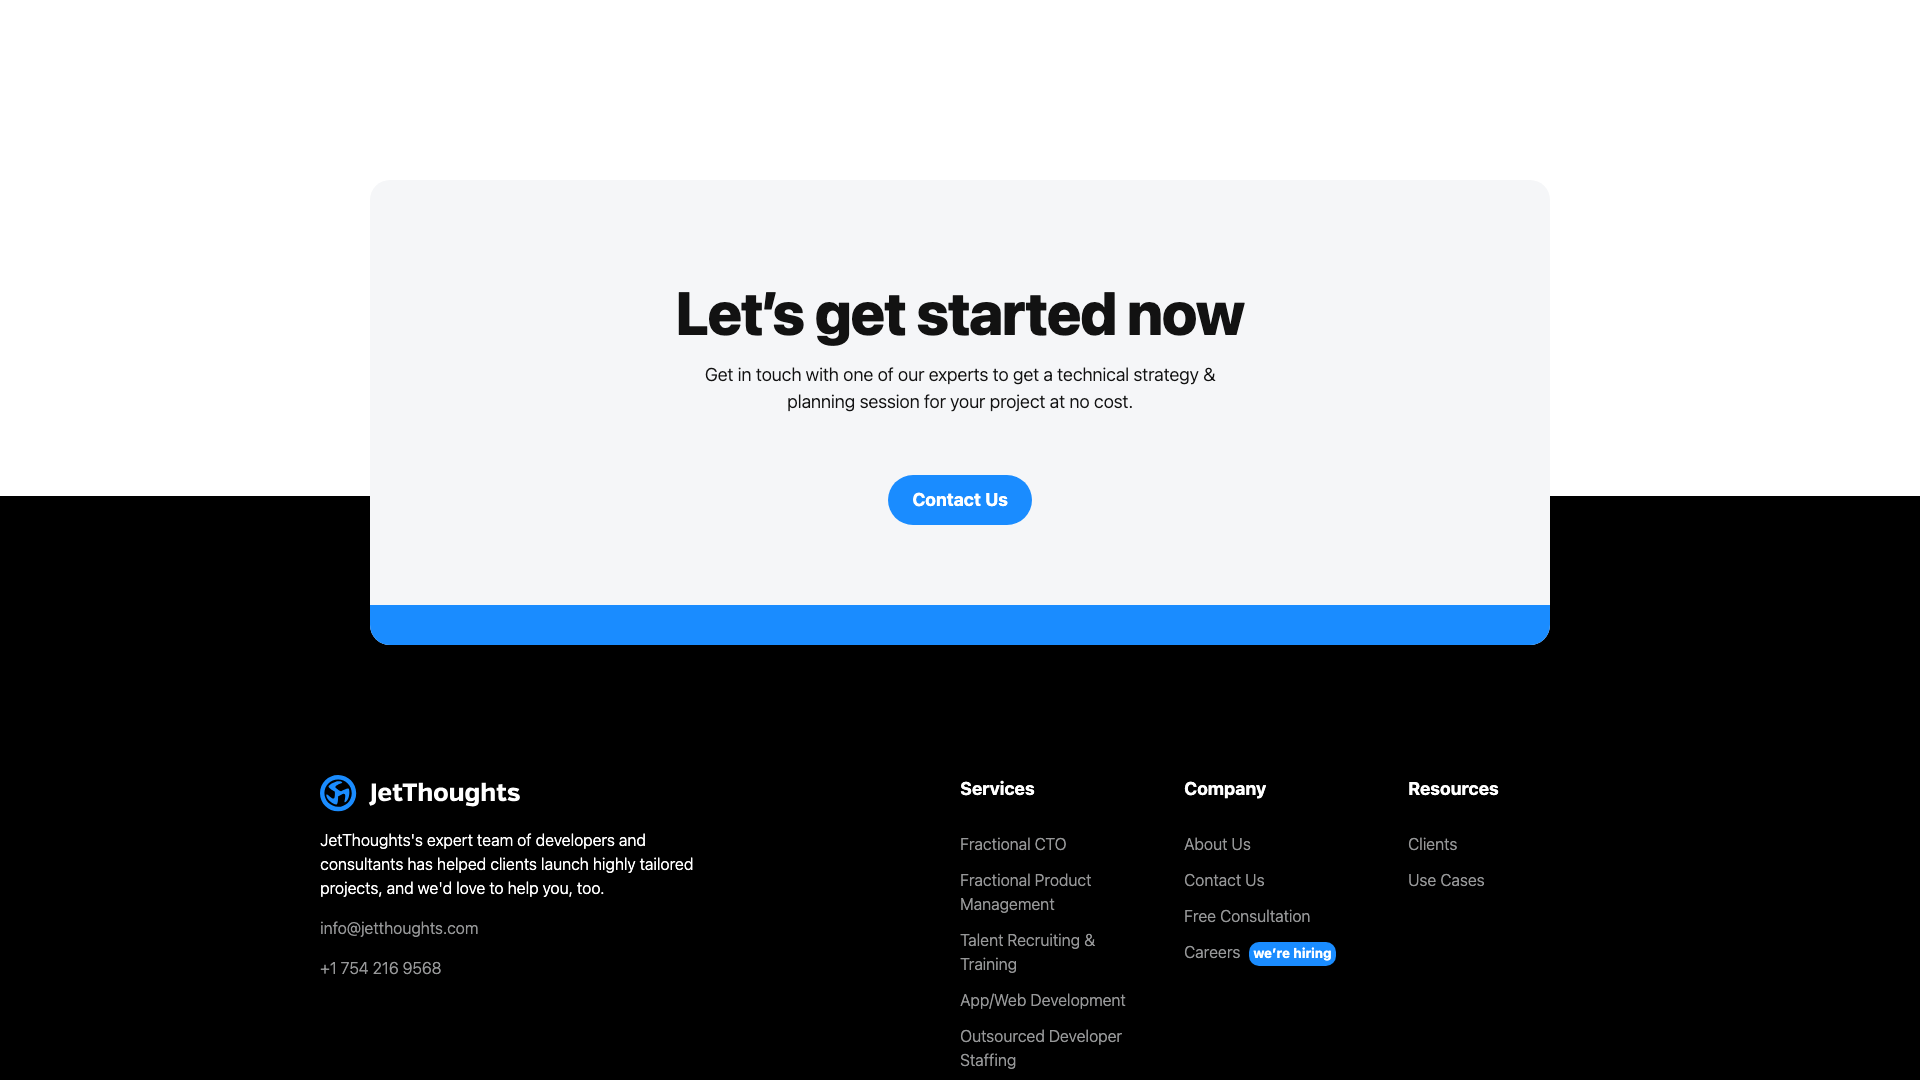 Let's get started now
Get in touch with one of our experts to get a technical strategy &
planning session for your project at no cost.
Contact Us
JetThoughts
JetThoughts's expert team of developers and
consultants has helped clients launch highly tailored
projects, and we'd love to help you, too.
info@jetthoughts.com
+1 754 216 9568
Services
Fractional CTO
Fractional Product
Management
Talent Recruiting &
Training
App/Web Development
Outsourced Developer
Staffing
Company
About Us
Contact Us
Free Consultation
Careers we're hiring
Resources
Clients
Use Cases